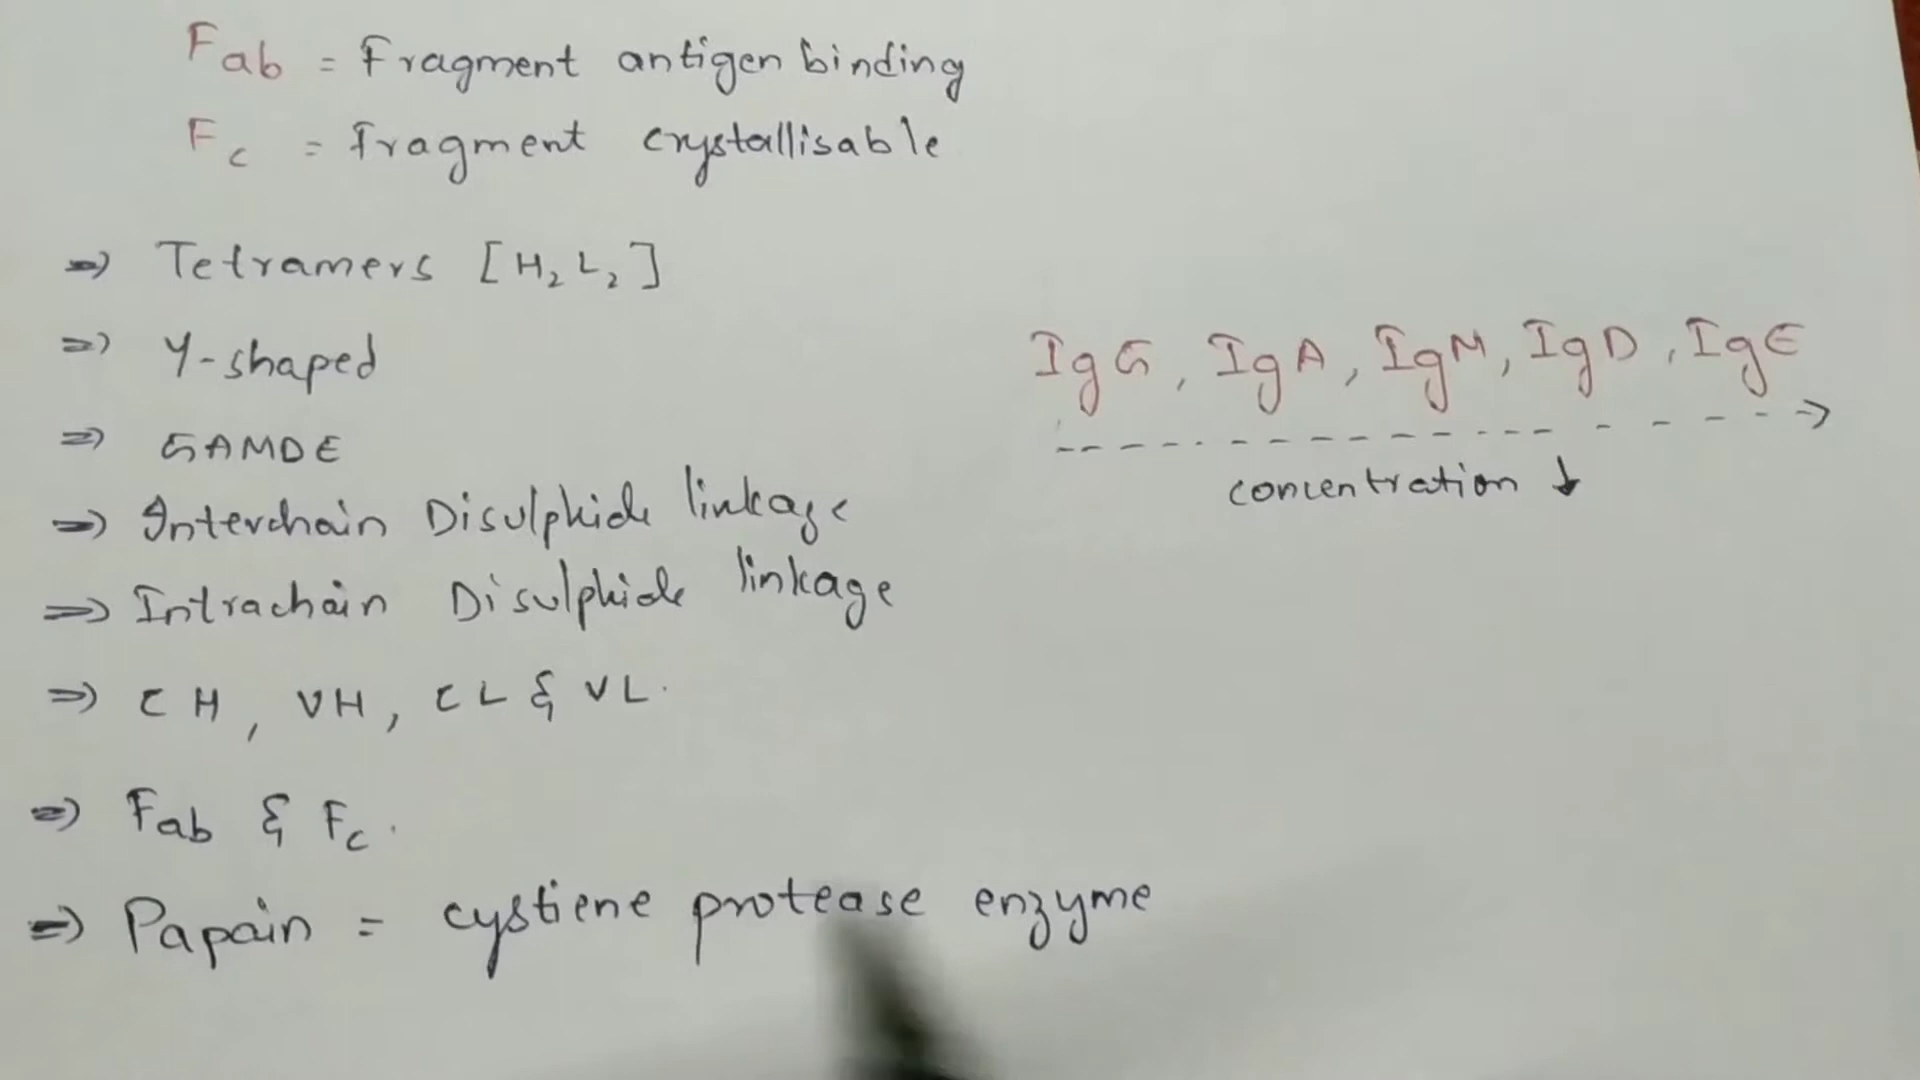 Fab = Fragment antigen binding
Fc = fragment crystallisable
=> Tetramers [H₂L₂]
=> Y-shaped
IgG, IgA, IgM, IgD, IgE
=> GAMDE
=> Interchain Disulphide linkage
concentration ↓
=> Intrachain Disulphide linkage
=> CH, VH, CL & VL.
=> Fab & Fc.
=> Papain = cystiene protease enzyme